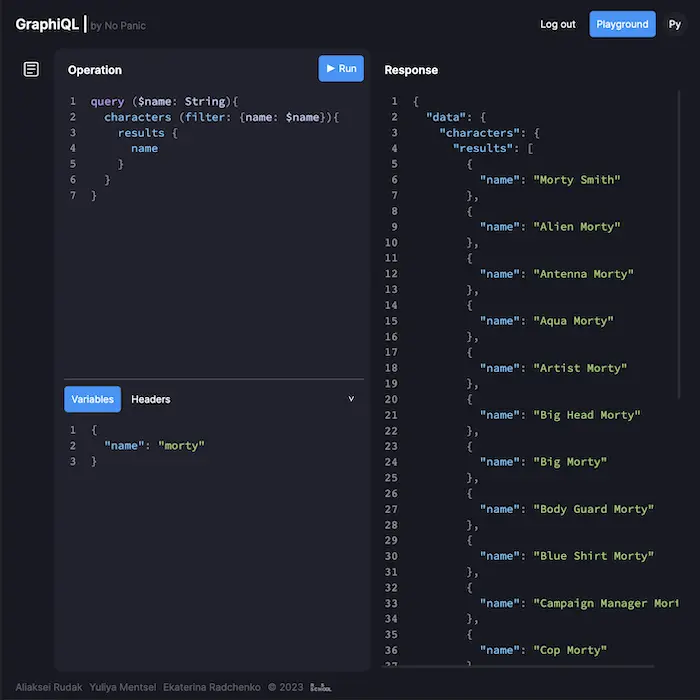 GraphiQL | by No Panic
Log out
Playground
Ру
Operation
Run
1 query ($name: String){
2 characters (filter: {name: $name}){
3 results {
4 name
5 }
6 }
7 }
Variables
Headers
v
1 {
2 "name": "morty"
3 }
Response
1 {
2 "data": {
3 "characters": {
4 "results": [
5 {
6 "name": "Morty Smith"
7 },
8 {
9 "name": "Alien Morty"
10 },
11 {
12 "name": "Antenna Morty"
13 },
14 {
15 "name": "Aqua Morty"
16 },
17 {
18 "name": "Artist Morty"
19 },
20 {
21 "name": "Big Head Morty"
22 },
23 {
24 "name": "Big Morty"
25 },
26 {
27 "name": "Body Guard Morty"
28 },
29 {
30 "name": "Blue Shirt Morty"
31 },
32 {
33 "name": "Campaign Manager Mort
34 },
35 {
36 "name": "Cop Morty"
37 }
Aliaksei Rudak Yuliya Mentsel Ekaterina Radchenko © 2023
SCHOOL